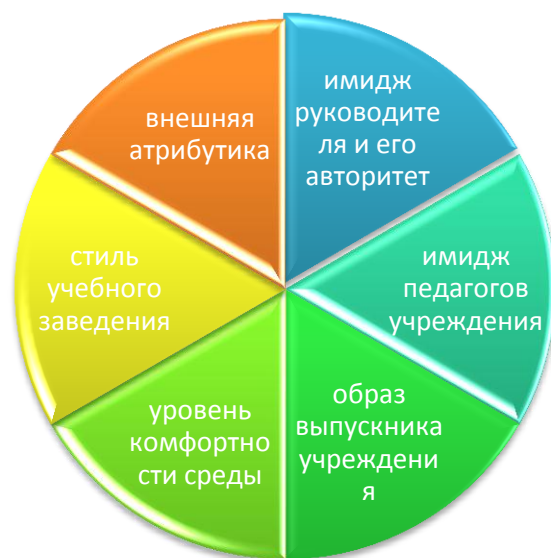 имидж
руководите
ля и его
авторитет
имидж
педагогов
учреждения
образ
выпускника
учреждени
я
уровень
комфортно
сти среды
стиль
учебного
заведения
внешняя
атрибутика